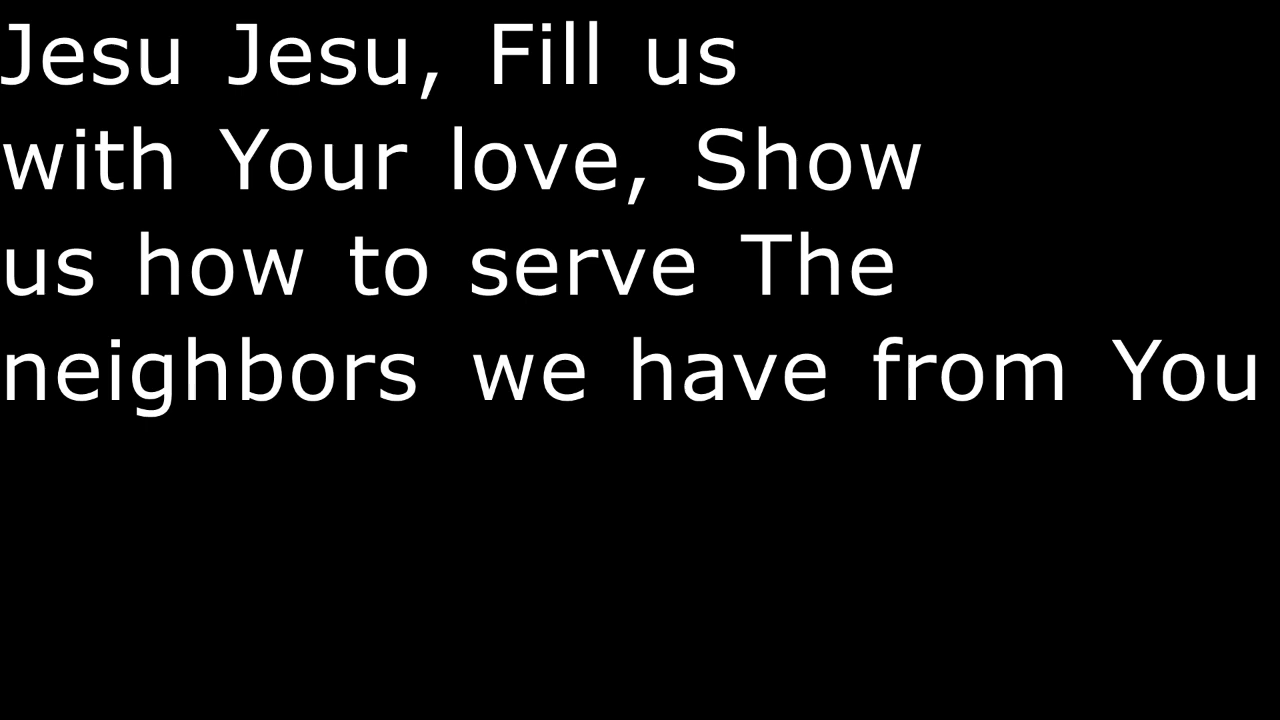 Jesu Jesu, Fill us
with Your love, Show
us how to serve The
neighbors we have from You